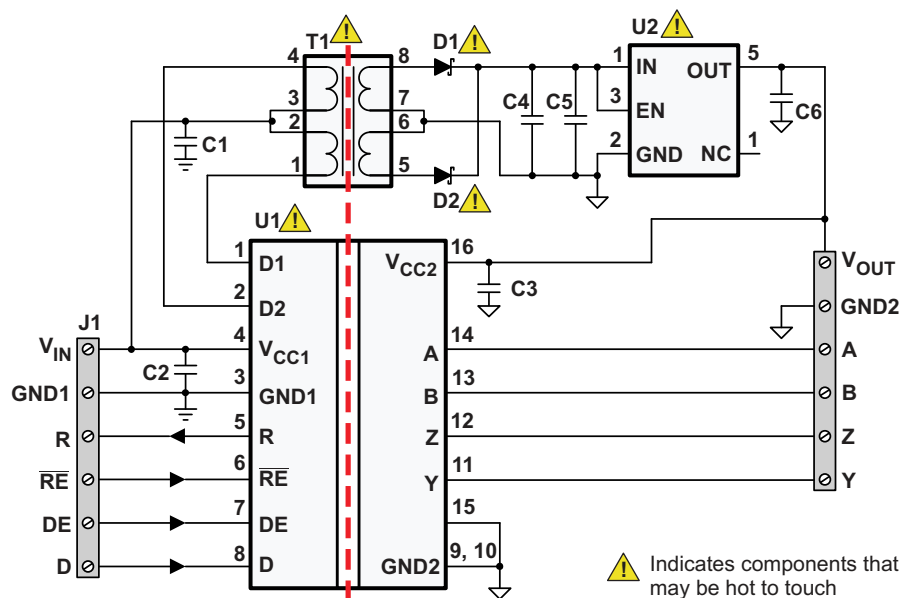 T1 !
D1 !
U2 !
4
8
1
IN
OUT
5
3
7
3
EN
C4
C5
C6
2
6
C1
2
GND
NC
1
1
5
D2 !
U1 !
1
D1
16
VCC2
VOUT
C3
2
D2
GND2
J1
VIN
4
VCC1
A
14
A
C2
GND1
3
GND1
B
13
B
R
5
R
Z
12
Z
RE
6
RE
Y
11
Y
DE
7
DE
15
D
8
D
GND2
9, 10
! Indicates components that
may be hot to touch